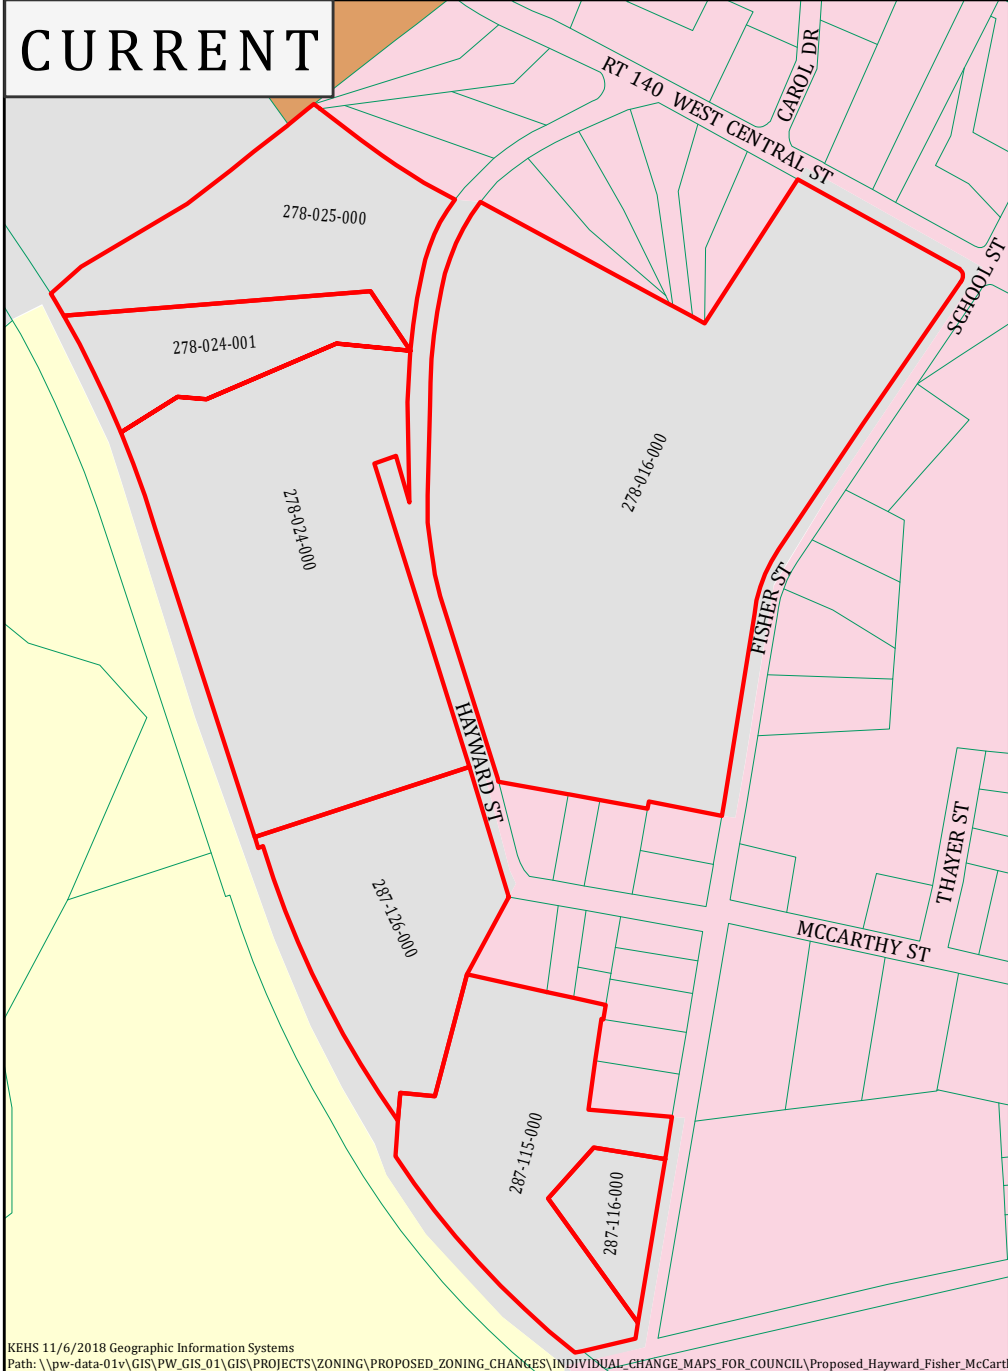 CURRENT
RT 140 WEST CENTRAL ST
CAROL DR
278-025-000
SCHOOL ST
278-024-001
278-016-000
278-024-000
FISHER ST
HAYWARD ST
THAYER ST
287-126-000
MCCARTHY ST
287-115-000
287-116-000
KEHS 11/6/2018 Geographic Information Systems
Path: \\pw-data-01v\GIS\PW_GIS_01\GIS\PROJECTS\ZONING\PROPOSED_ZONING_CHANGES\INDIVIDUAL_CHANGE_MAPS_FOR_COUNCIL\Proposed_Hayward_Fisher_McCart